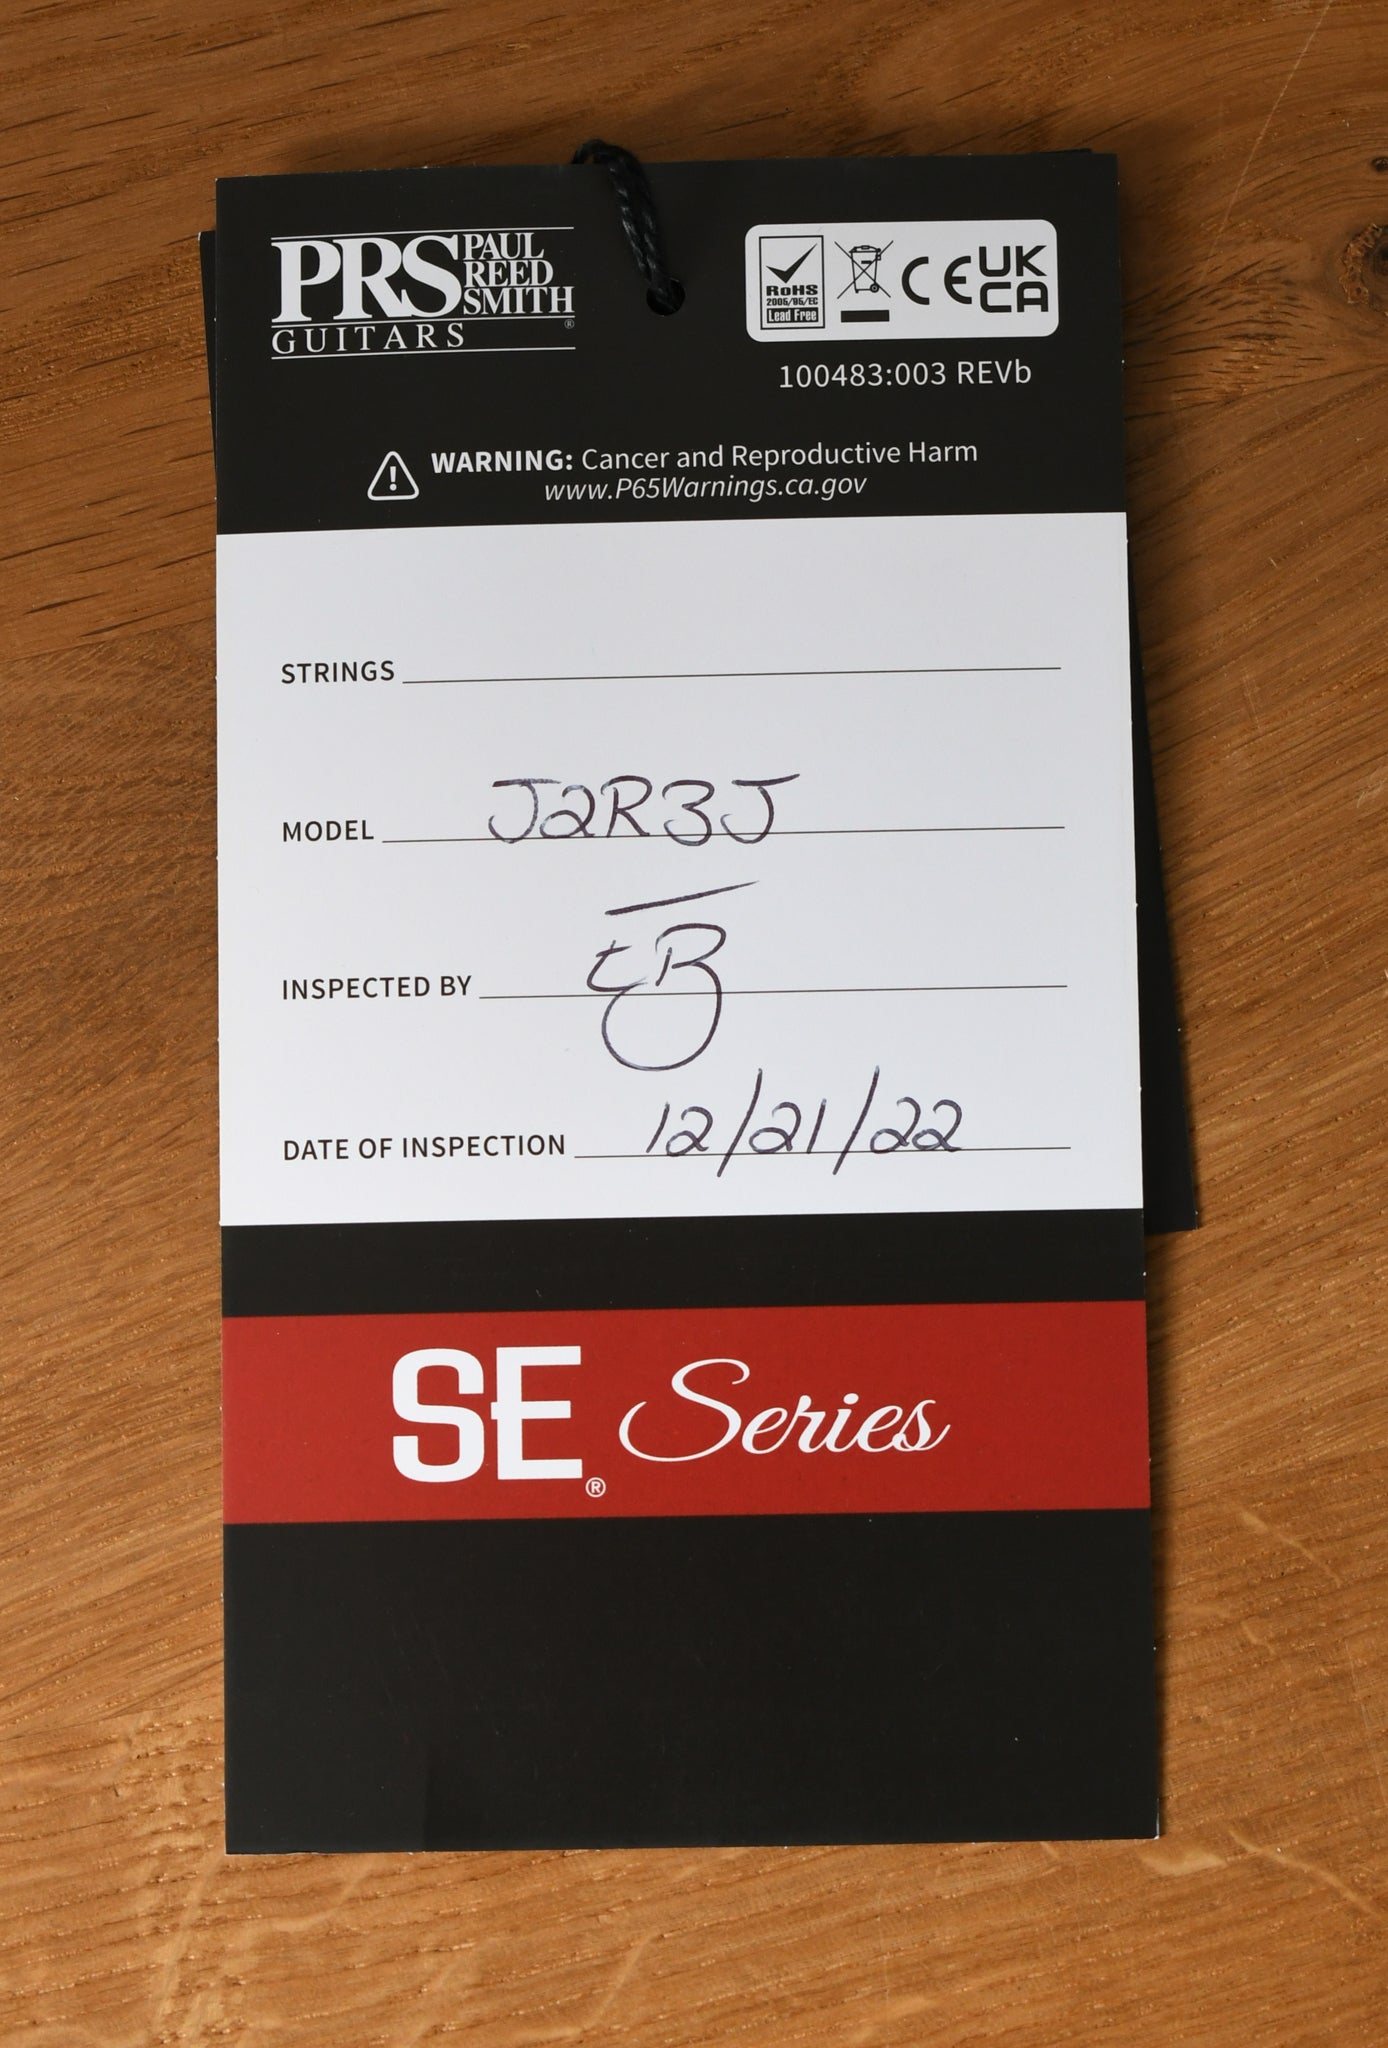 PRS PAUL REED SMITH
GUITARS ®
RoHS
2005/95/EC
Lead Free
CE
UK
CA
100483:003 REVb
WARNING: Cancer and Reproductive Harm
www.P65Warnings.ca.gov
STRINGS
MODEL J2R3J
INSPECTED BY
DATE OF INSPECTION 12/21/22
SE® Series